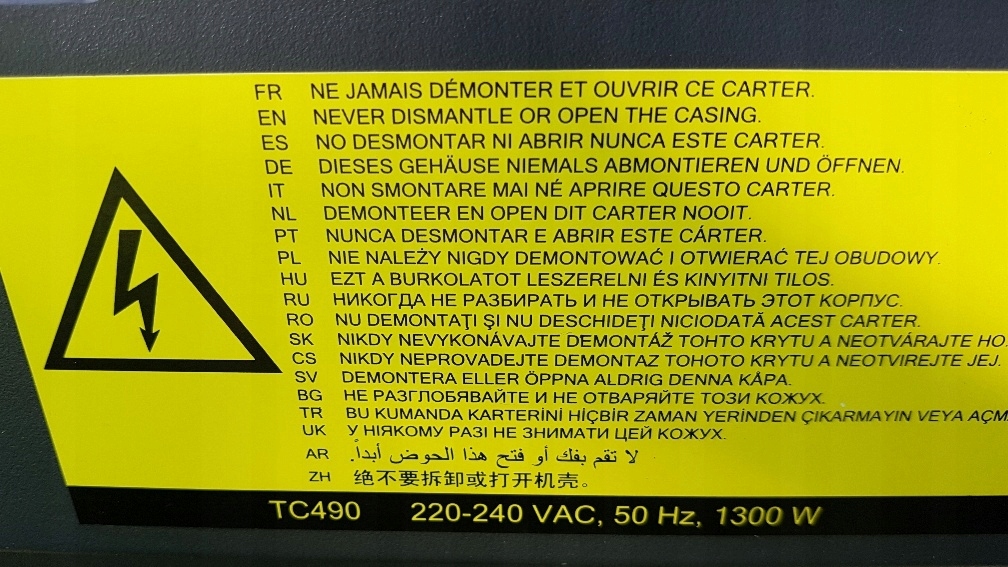 FR NE JAMAIS DÉMONTER ET OUVRIR CE CARTER.
EN NEVER DISMANTLE OR OPEN THE CASING.
ES NO DESMONTAR NI ABRIR NUNCA ESTE CARTER.
DE DIESES GEHÄUSE NIEMALS ABMONTIEREN UND ÖFFNEN.
IT NON SMONTARE MAI NÉ APRIRE QUESTO CARTER.
NL DEMONTEER EN OPEN DIT CARTER NOOIT.
PT NUNCA DESMONTAR E ABRIR ESTE CÁRTER.
PL NIE NALEŻY NIGDY DEMONTOWAĆ I OTWIERAĆ TEJ OBUDOWY.
HU EZT A BURKOLATOT LESZERELNI ÉS KINYITNI TILOS.
RU НИКОГДА НЕ РАЗБИРАТЬ И НЕ ОТКРЫВАТЬ ЭТОТ КОРПУС.
RO NU DEMONTAŢI ŞI NU DESCHIDEŢI NICIODATĂ ACEST CARTER.
SK NIKDY NEVYKONÁVAJTE DEMONTÁŽ TOHTO KRYTU A NEOTVÁRAJTE HO.
CS NIKDY NEPROVADEJTE DEMONTAZ TOHOTO KRYTU A NEOTVIREJTE JEJ.
SV DEMONTERA ELLER ÖPPNA ALDRIG DENNA KÅPA.
BG НЕ РАЗГЛОБЯВАЙТЕ И НЕ ОТВАРЯЙТЕ ТОЗИ КОЖУХ.
TR BU KUMANDA KARTERİNİ HİÇBİR ZAMAN YERİNDEN ÇIKARMAYIN VEYA AÇM
UK У НІЯКОМУ РАЗІ НЕ ЗНІМАТИ ЦЕЙ КОЖУХ.
AR لا تقم بفك أو فتح هذا الحوض أبداً.
ZH 绝不要拆卸或打开机壳。
TC490 220-240 VAC, 50 Hz, 1300 W